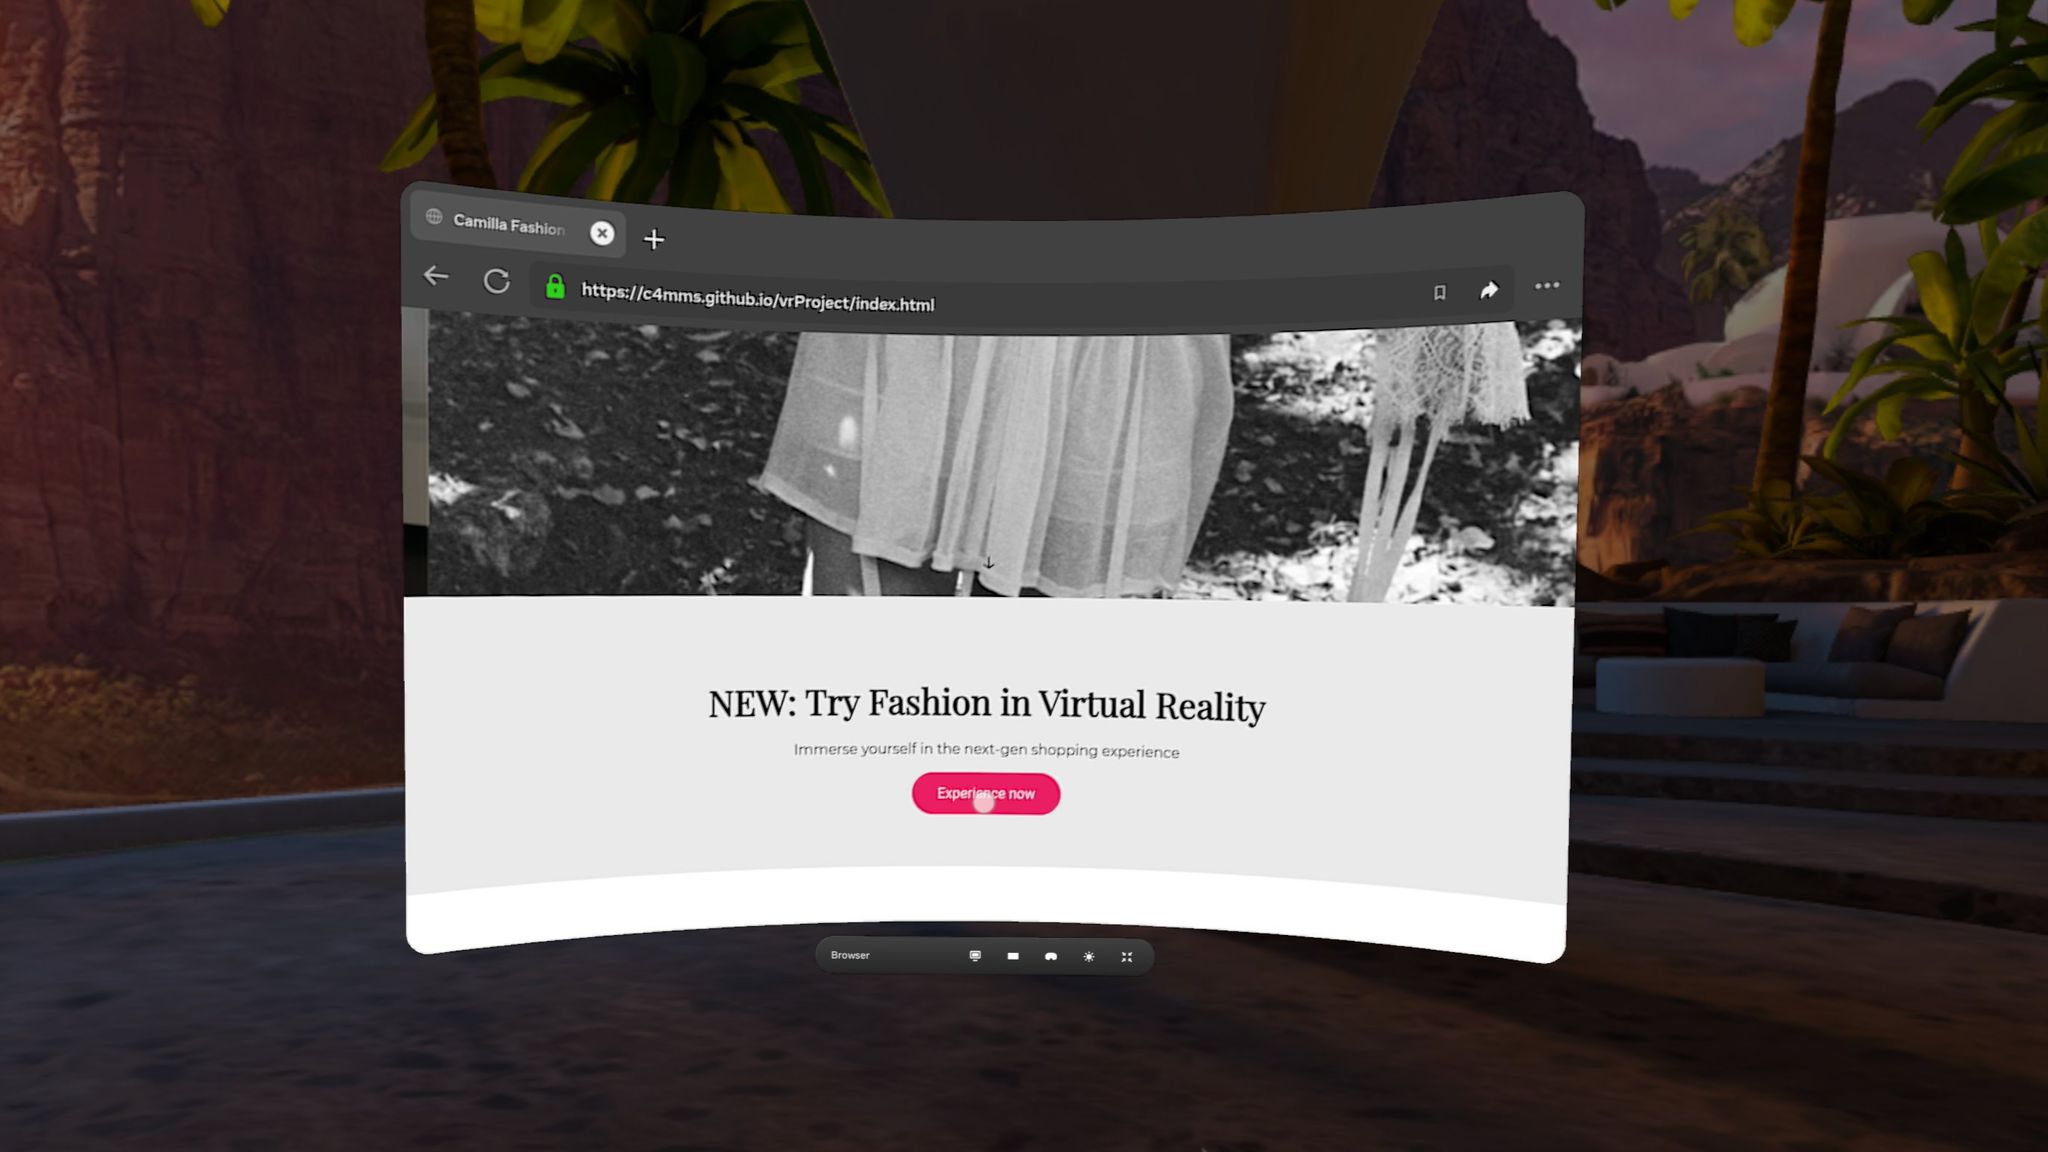 Camilla Fashion
https://c4mms.github.io/vrProject/index.html
NEW: Try Fashion in Virtual Reality
Immerse yourself in the next-gen shopping experience
Experience now
Browser